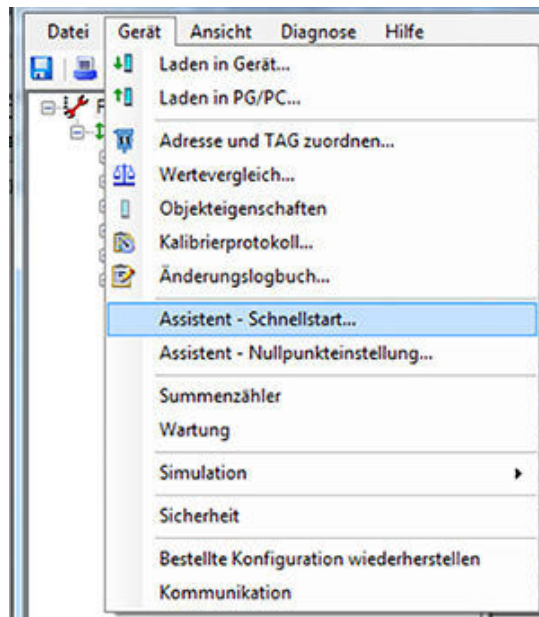 Datei Gerät Ansicht Diagnose Hilfe
Laden in Gerät...
Laden in PG/PC...
Adresse und TAG zuordnen...
Wertevergleich...
Objekteigenschaften
Kalibrierprotokoll...
Änderungslogbuch...
Assistent - Schnellstart...
Assistent - Nullpunkteinstellung...
Summenzähler
Wartung
Simulation
Sicherheit
Bestellte Konfiguration wiederherstellen
Kommunikation